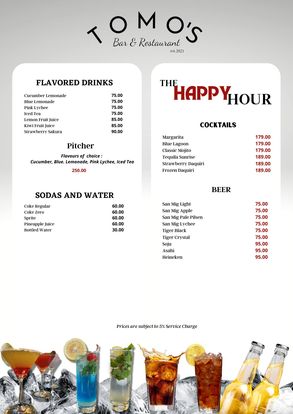 TOMO'S
Bar & Restaurant
est. 2021
FLAVORED DRINKS
Cucumber Lemonade 75.00
Blue Lemonade 75.00
Pink Lychee 75.00
Iced Tea 75.00
Lemon Fruit Juice 85.00
Kiwi Fruit Juice 85.00
Strawberry Sakura 90.00
Pitcher
Flavours of choice :
Cucumber, Blue, Lemonade, Pink Lychee, Iced Tea
250.00
SODAS AND WATER
Coke Regular 60.00
Coke Zero 60.00
Sprite 60.00
Pineapple Juice 60.00
Bottled Water 30.00
THE
HAPPY
HOUR
COCKTAILS
Margarita 179.00
Blue Lagoon 179.00
Classic Mojito 179.00
Tequila Sunrise 189.00
Strawberry Daquiri 189.00
Frozen Daquiri 189.00
BEER
San Mig Light 75.00
San Mig Apple 75.00
San Mig Pale Pilsen 75.00
San Mig Lychee 75.00
Tiger Black 75.00
Tiger Crystal 75.00
Soju 95.00
Asahi 95.00
Heineken 95.00
Prices are subject to 5% Service Charge